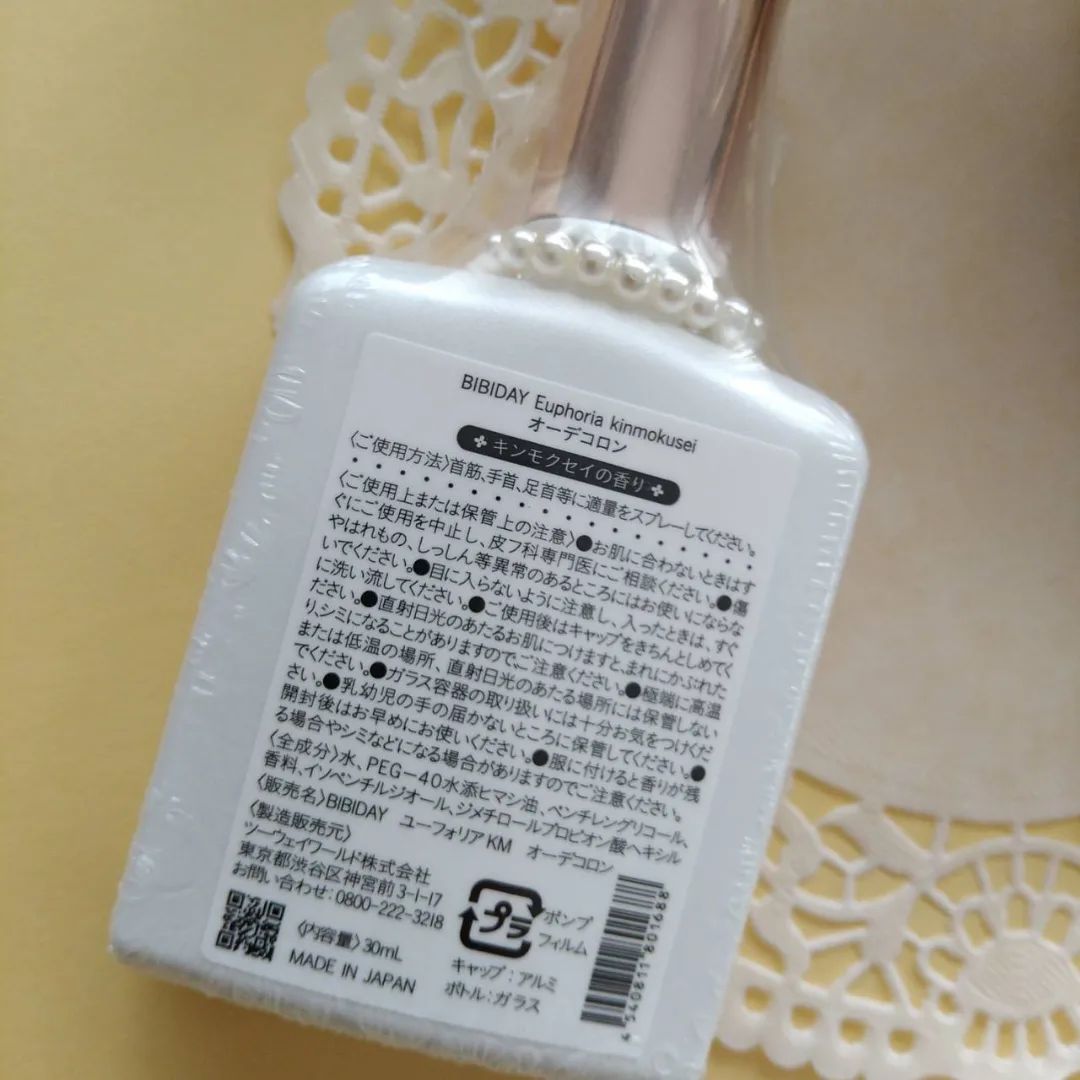 BIBIDAY Euphoria kinmokusei
オーデコロン
キンモクセイの香り
〈ご使用方法〉首筋、手首、足首等に適量をスプレーしてください。
〈ご使用上または保管上の注意〉●お肌に合わないときはす
ぐにご使用を中止し、皮フ科専門医にご相談ください。●傷
やはれもの、しっしん等異常のあるところにはお使いにならな
いでください。●目に入らないように注意し、入ったときは、すぐ
に洗い流してください。●ご使用後はキャップをきちんとしめてく
ださい。●直射日光のあたるお肌につけますと、まれにかぶれた
り、シミになることがありますので、ご注意ください。●極端に高温
または低温の場所、直射日光のあたる場所には保管しない
でください。●ガラス容器の取り扱いには十分お気をつけくだ
さい。●乳幼児の手の届かないところに保管してください。●
開封後はお早めにお使いください。●服に付けると香りが残
る場合やシミなどになる場合がありますのでご注意ください。
〈全成分〉水、PEG-40水添ヒマシ油、ペンチレングリコール、
香料、イソペンチルジオール、ジメチロールプロピオン酸ヘキシル
〈販売名〉BIBIDAY ユーフォリアKM オーデコロン
〈製造販売元〉
ツーウェイワールド株式会社
東京都渋谷区神宮前3-1-17
お問い合わせ:0800-222-3218
〈内容量〉30mL
MADE IN JAPAN
プラ
ポンプ
フィルム
キャップ:アルミ
ボトル:ガラス
4 540811 801688